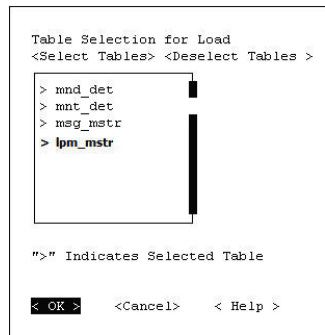 Table Selection for Load
<Select Tables> <Deselect Tables >
> mnd_det
> mnt_det
> msg_mstr
> lpm_mstr
">" Indicates Selected Table
< OK > <Cancel> < Help >